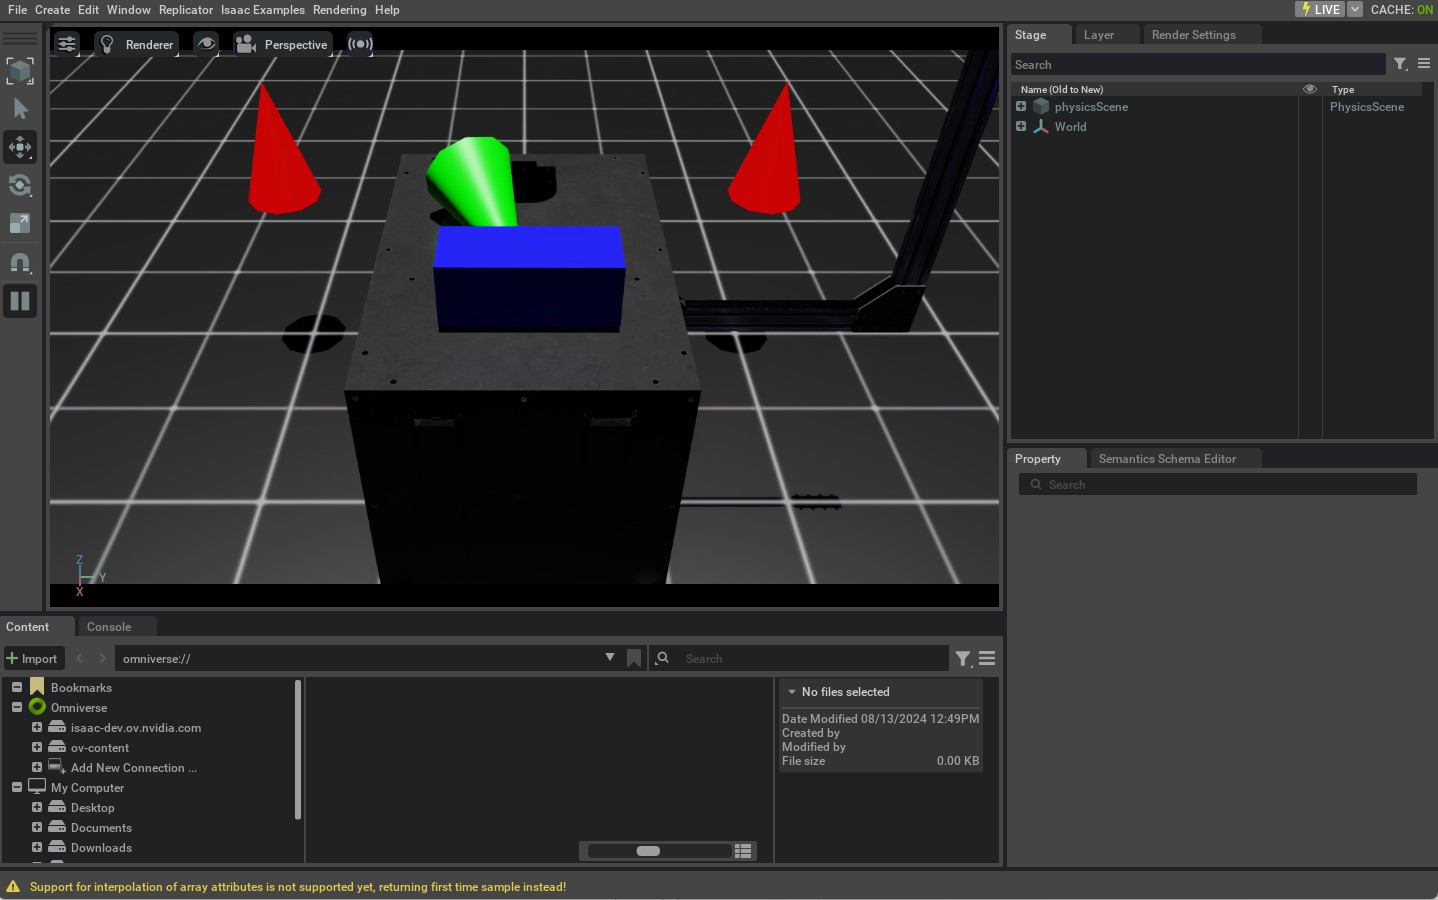 File Create Edit Window Replicator Isaac Examples Rendering Help
LIVE CACHE: ON
Renderer Perspective
Z
Y
X
Stage Layer Render Settings
Search
Name (Old to New) Type
physicsScene PhysicsScene
World
Property Semantics Schema Editor
Search
Content Console
Import omniverse:// Search
Bookmarks
Omniverse
isaac-dev.ov.nvidia.com
ov-content
Add New Connection ...
My Computer
Desktop
Documents
Downloads
No files selected
Date Modified 08/13/2024 12:49PM
Created by
Modified by
File size 0.00 KB
Support for interpolation of array attributes is not supported yet, returning first time sample instead!